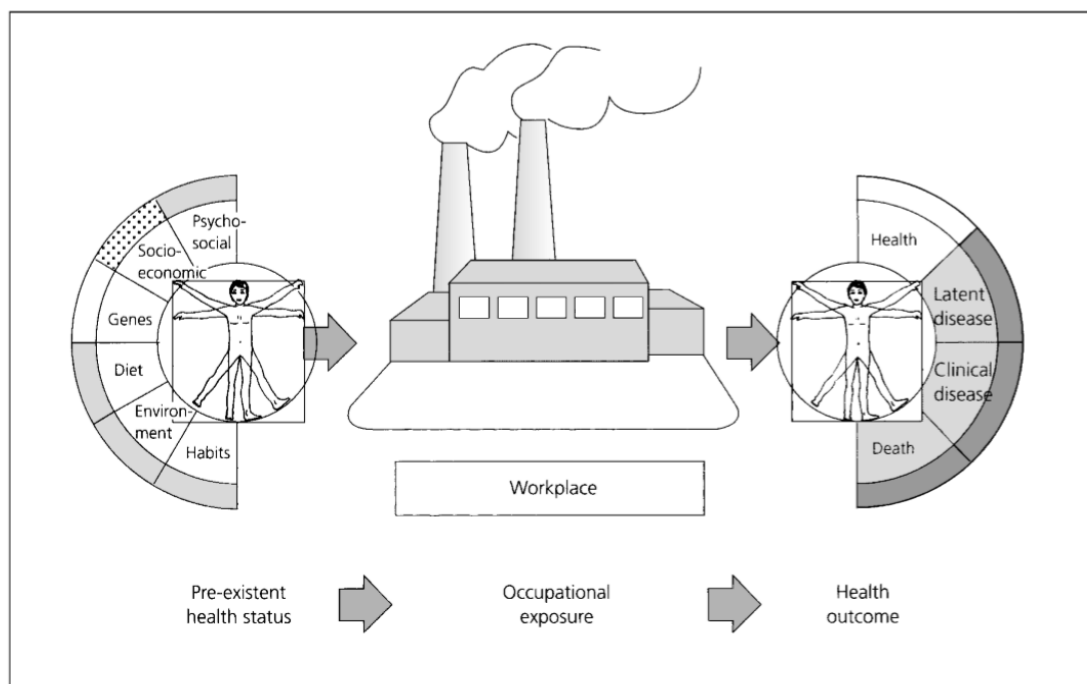 Psycho-
social
Socio-
economic
Genes
Diet
Environ-
ment
Habits
Health
Latent
disease
Clinical
disease
Death
Workplace
Pre-existent
health status
Occupational
exposure
Health
outcome